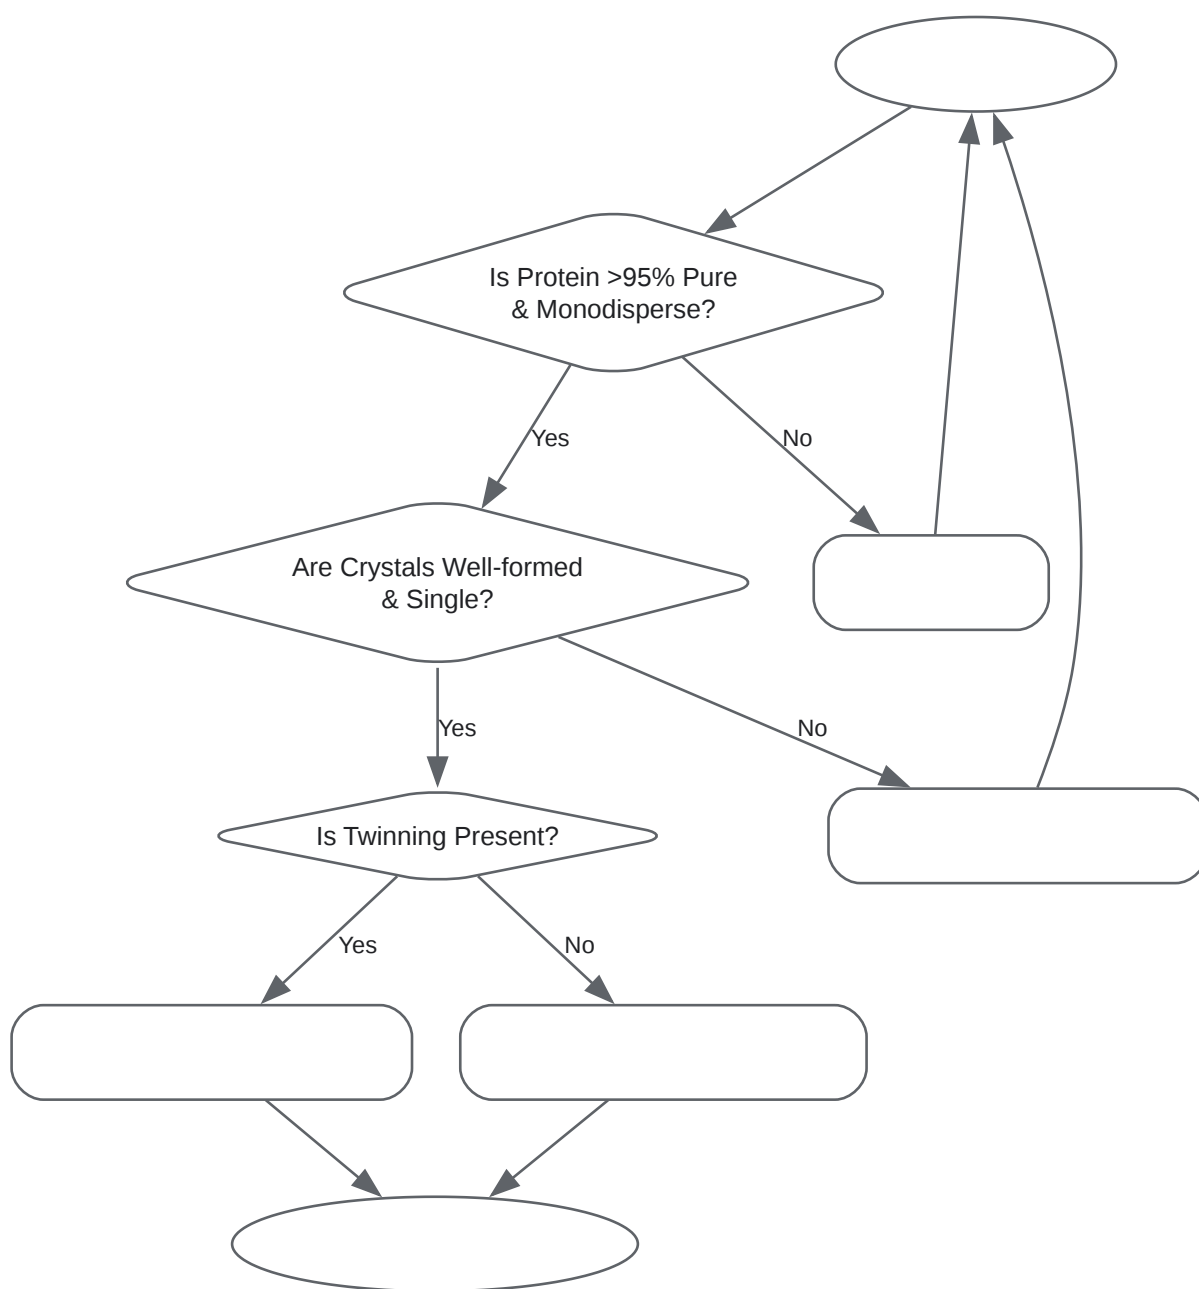 Is Protein >95% Pure
& Monodisperse?
Yes
No
Are Crystals Well-formed
& Single?
Yes
No
Is Twinning Present?
Yes
No